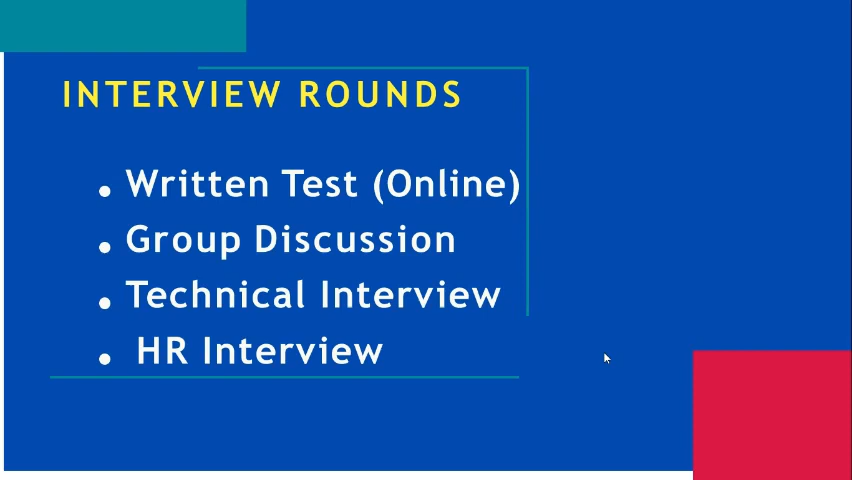 INTERVIEW ROUNDS
• Written Test (Online)
• Group Discussion
• Technical Interview
• HR Interview